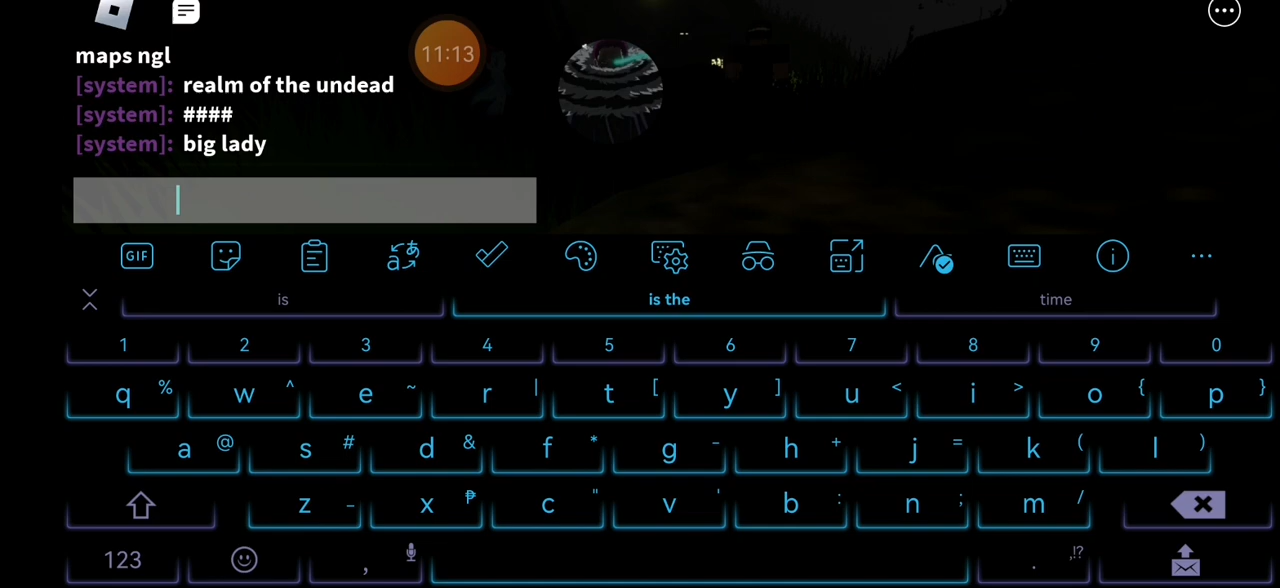 maps ngl
11:13
[system]: realm of the undead
[system]: ####
[system]: big lady
GIF
is is the time
1 2 3 4 5 6 7 8 9 0
q % w ^ e ~ r | t [ y ] u < i > o { p }
a @ s # d & f * g - h + j = k ( l )
z _ x ₱ c " v ' b : n ; m /
123 , . ,!?